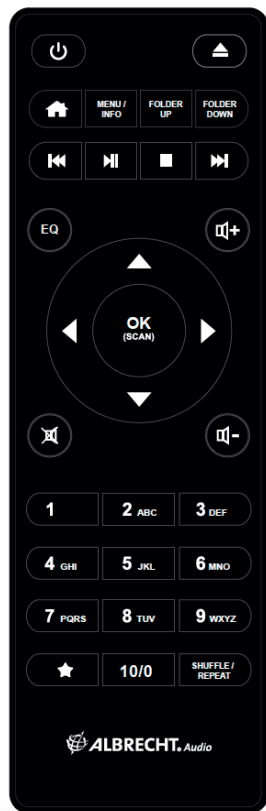 MENU / INFO FOLDER UP FOLDER DOWN
EQ
+
OK
(SCAN)
-
1 2 ABC 3 DEF
4 GHI 5 JKL 6 MNO
7 PQRS 8 TUV 9 WXYZ
10/0 SHUFFLE / REPEAT
ALBRECHT. Audio